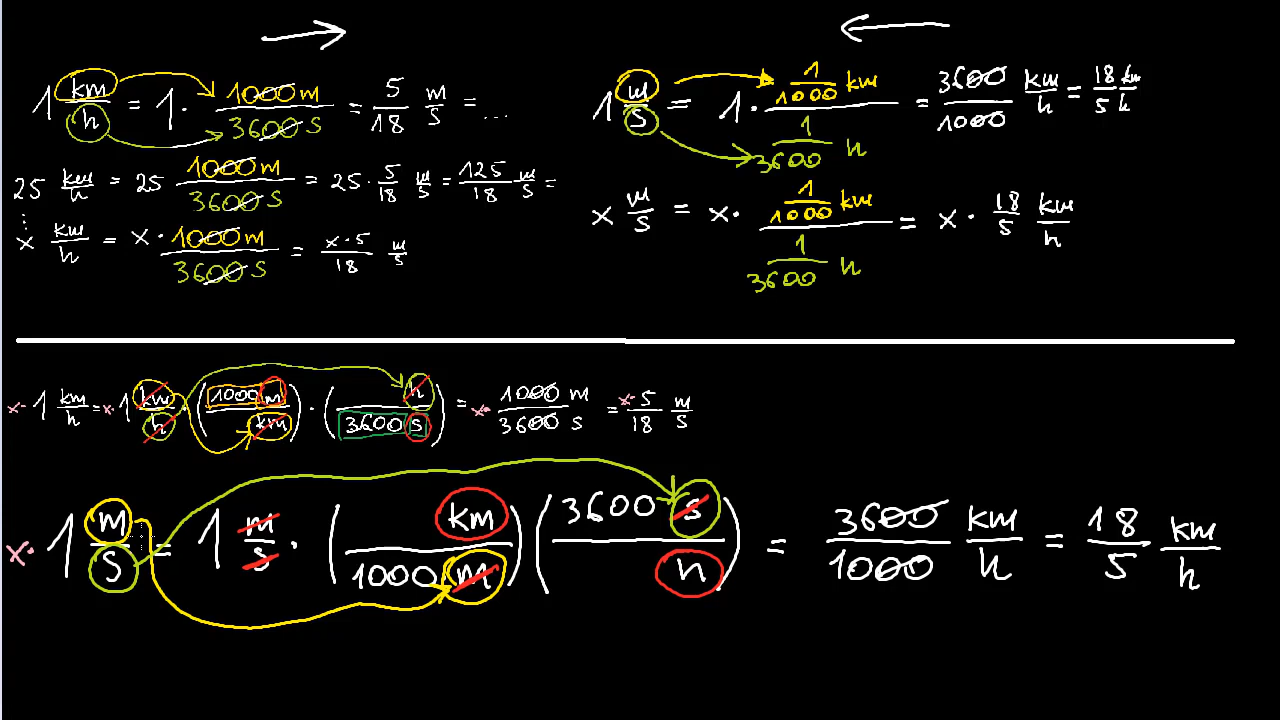 1 km/h = 1 · 1000 m / 3600 s = 5/18 m/s = ...
25 km/h = 25 1000 m / 3600 s = 25 · 5/18 m/s = 125/18 m/s =
⋮
x km/h = x · 1000 m / 3600 s = x · 5 / 18 m/s
1 m/s = 1 · (1/1000 km) / (1/3600 h) = 3600/1000 km/h = 18/5 km/h
x m/s = x · (1/1000 km) / (1/3600 h) = x · 18/5 km/h
x · 1 km/h = x · 1 km/h · (1000 m / km) · (h / 3600 s) = x · 1000 m / 3600 s = x · 5/18 m/s
x · 1 m/s = 1 m/s · (km / 1000 m) (3600 s / h) = 3600/1000 km/h = 18/5 km/h